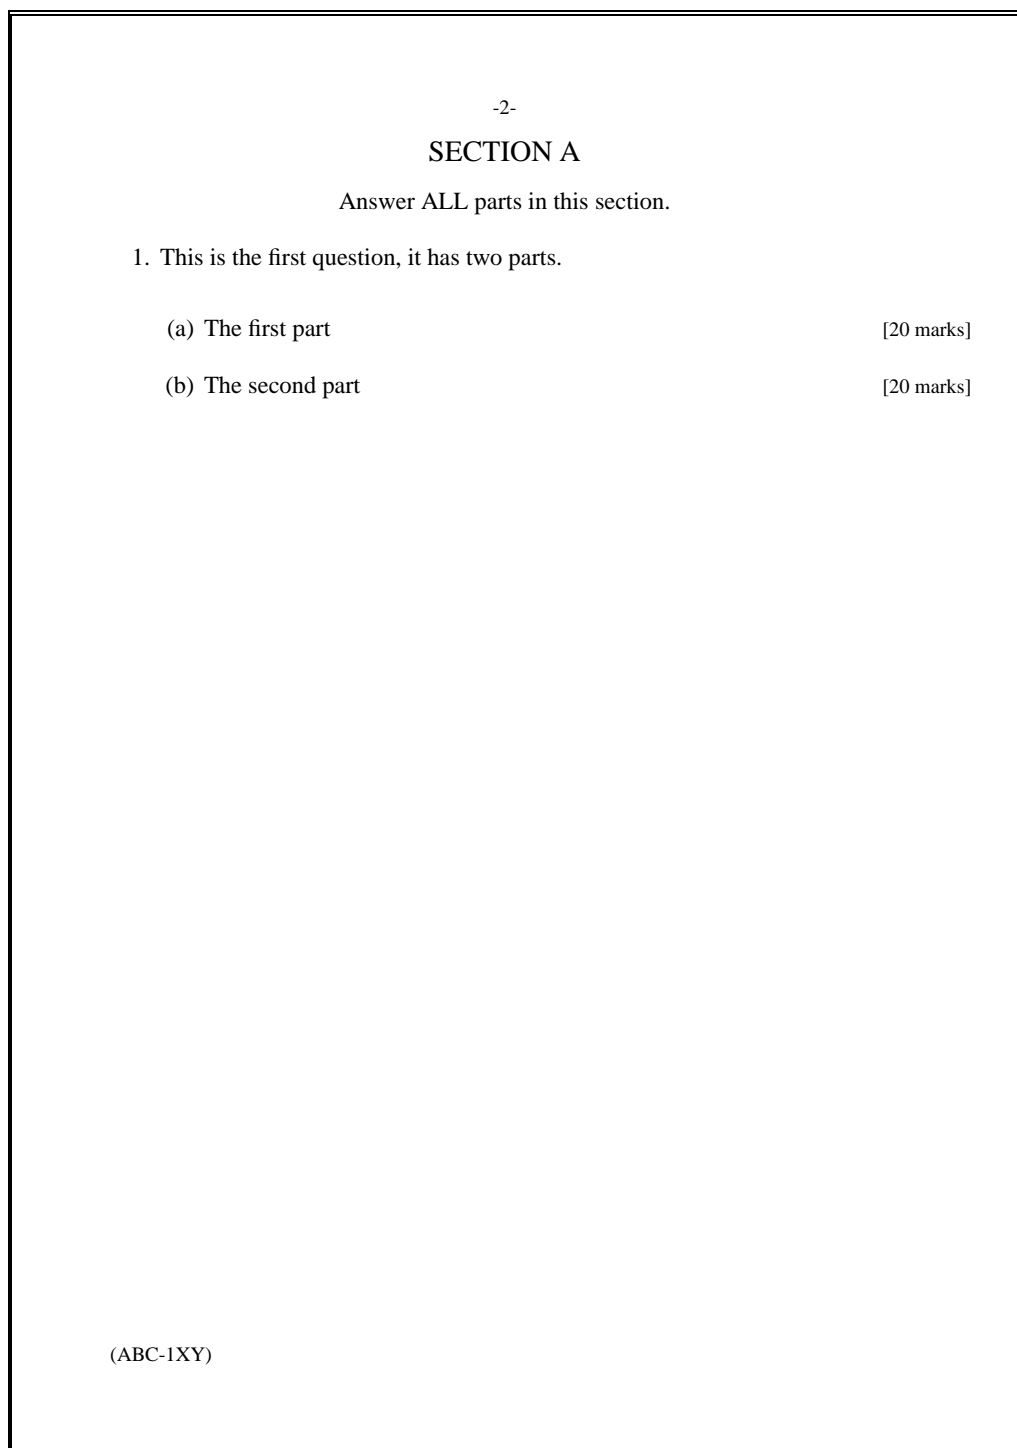 -2-
SECTION A
Answer ALL parts in this section.
1. This is the first question, it has two parts.
(a) The first part [20 marks]
(b) The second part [20 marks]
(ABC-1XY)